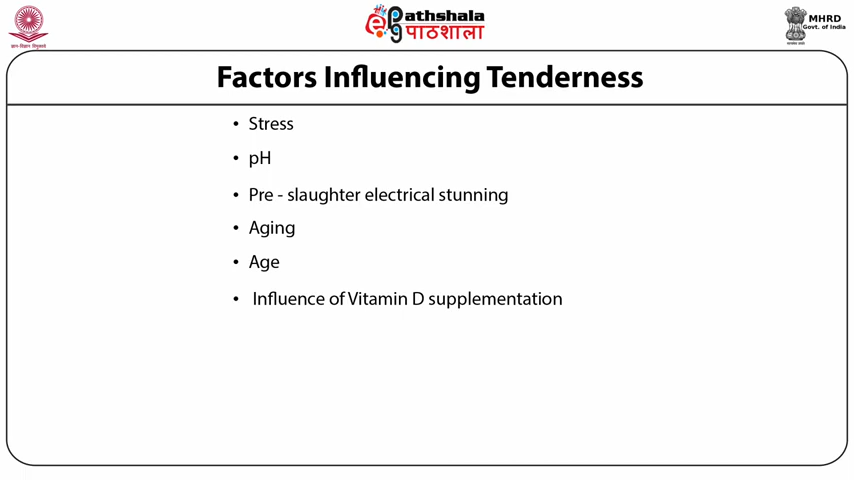 ePathshala
पाठशाला
MHRD
Govt. of India
Factors Influencing Tenderness
• Stress
• pH
• Pre - slaughter electrical stunning
• Aging
• Age
• Influence of Vitamin D supplementation